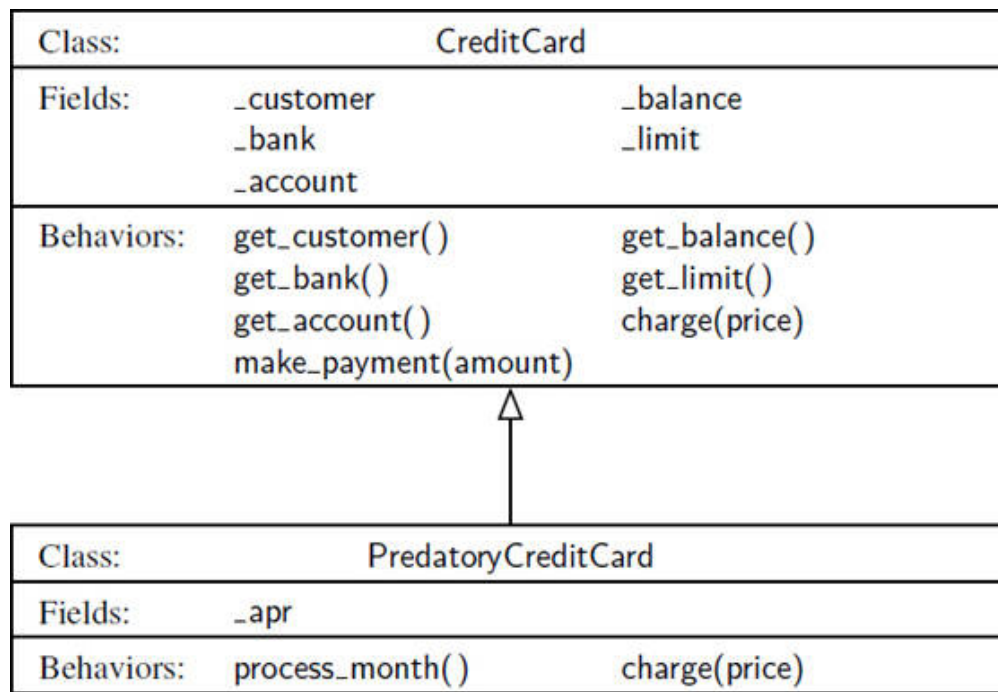 Class: CreditCard
Fields: _customer _balance
_bank _limit
_account
Behaviors: get_customer() get_balance()
get_bank() get_limit()
get_account() charge(price)
make_payment(amount)
Class: PredatoryCreditCard
Fields: _apr
Behaviors: process_month() charge(price)